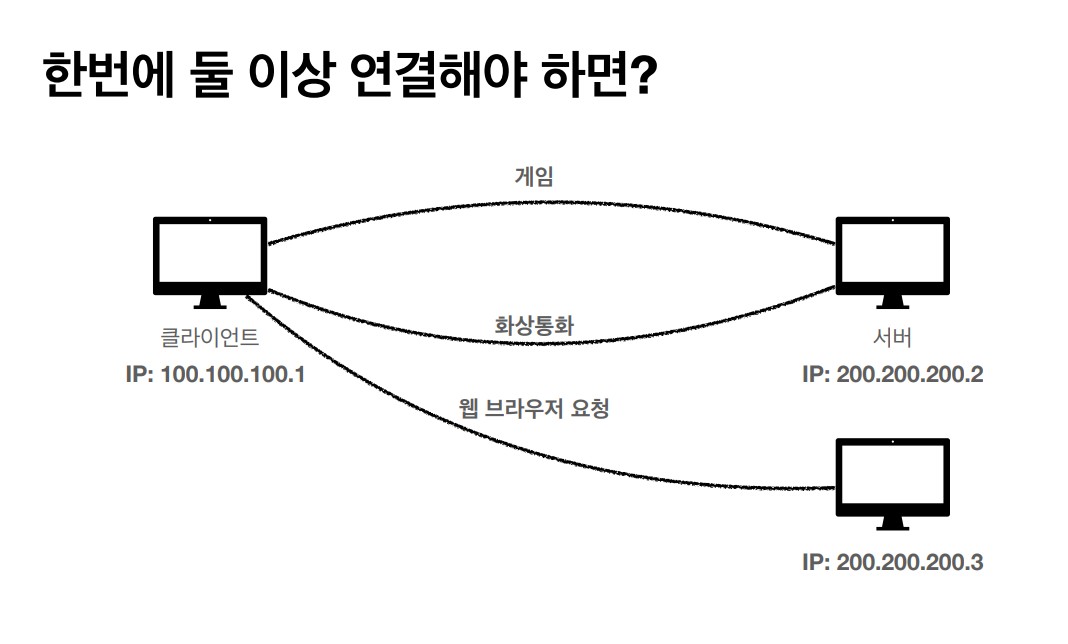 한번에 둘 이상 연결해야 하면?
게임
화상통화
클라이언트
서버
IP: 100.100.100.1
IP: 200.200.200.2
웹 브라우저 요청
IP: 200.200.200.3